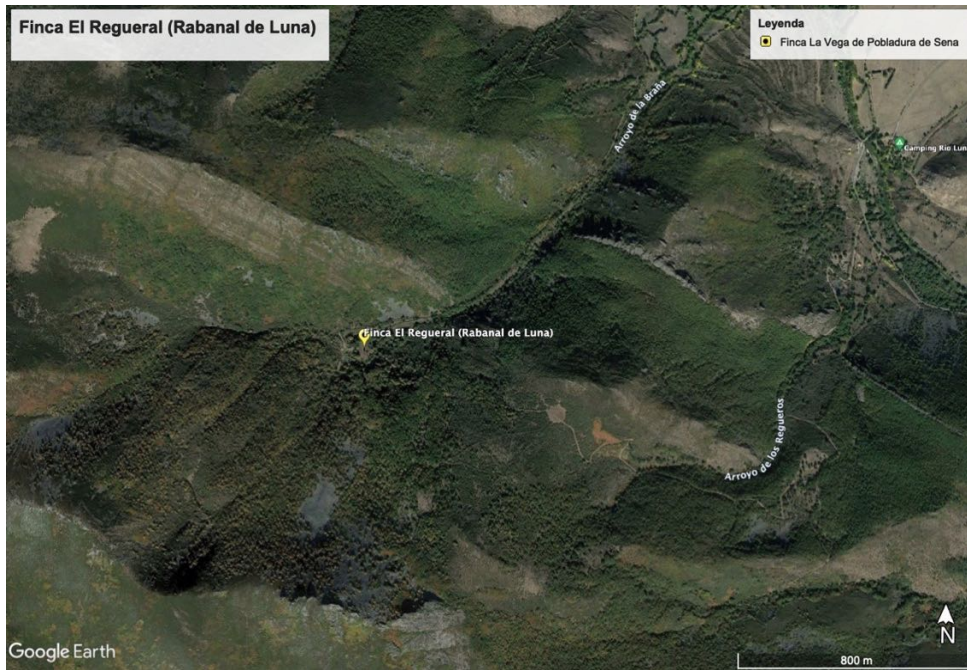 Finca El Regueral (Rabanal de Luna)
Leyenda
Finca La Vega de Pobladura de Sena
Arroyo de la Braña
Camping Río Lun
Finca El Regueral (Rabanal de Luna)
Arroyo de los Regueros
N
Google Earth
800 m